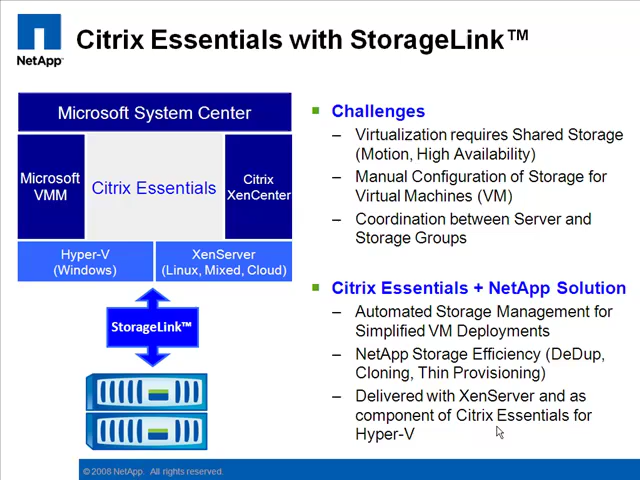 NetApp
Citrix Essentials with StorageLink™
Microsoft System Center
Microsoft
VMM
Citrix Essentials
Citrix
XenCenter
Hyper-V
(Windows)
XenServer
(Linux, Mixed, Cloud)
StorageLink™
Challenges
– Virtualization requires Shared Storage
(Motion, High Availability)
– Manual Configuration of Storage for
Virtual Machines (VM)
– Coordination between Server and
Storage Groups
Citrix Essentials + NetApp Solution
– Automated Storage Management for
Simplified VM Deployments
– NetApp Storage Efficiency (DeDup,
Cloning, Thin Provisioning)
– Delivered with XenServer and as
component of Citrix Essentials for
Hyper-V
© 2008 NetApp. All rights reserved.